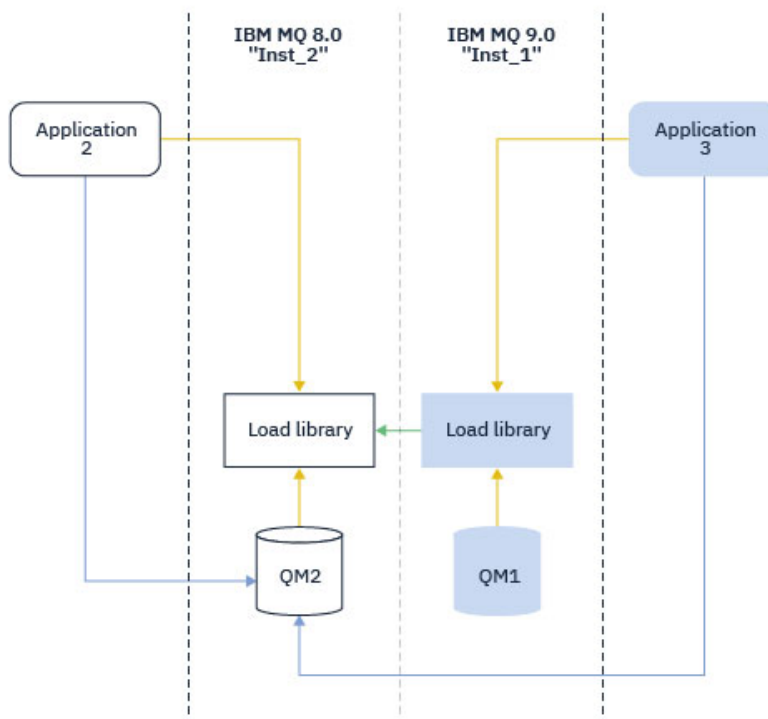 IBM MQ 8.0
"Inst_2"
IBM MQ 9.0
"Inst_1"
Application
2
Application
3
Load library
Load library
QM2
QM1